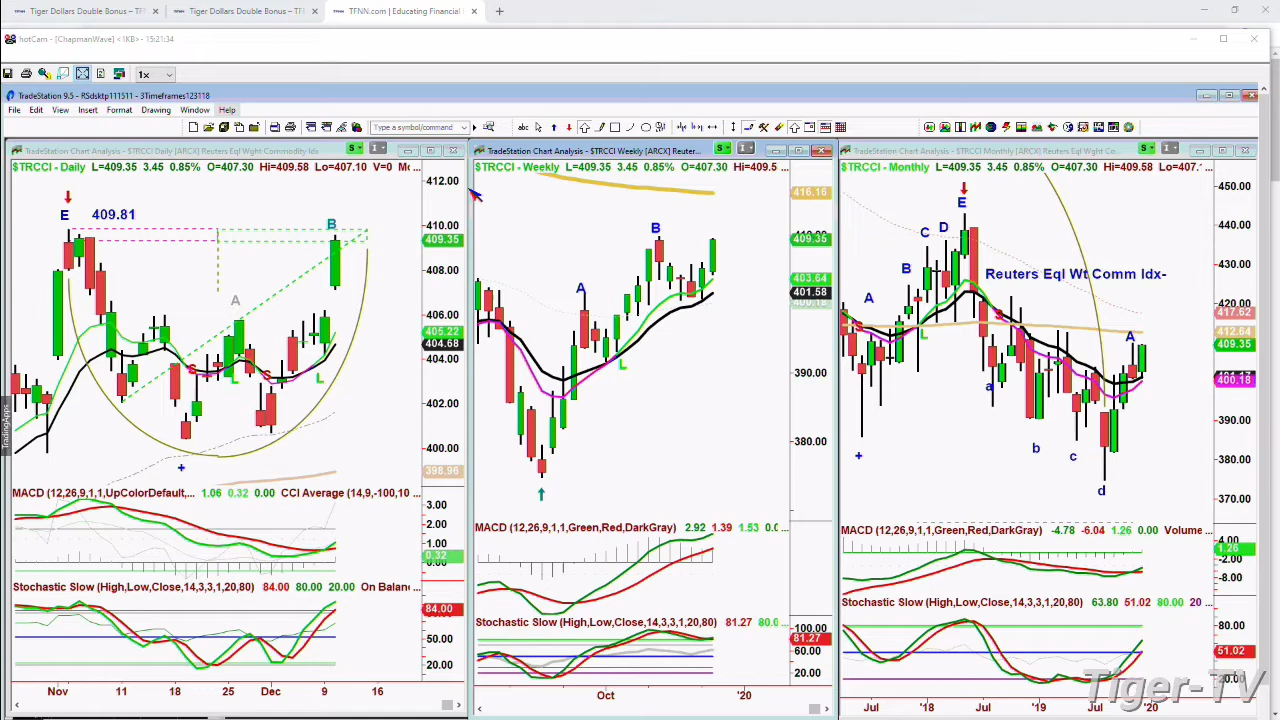 Tiger Dollars Double Bonus – TF
Tiger Dollars Double Bonus – TF
TFNN.com | Educating Financial
hotCam - [ChapmanWave] <1KB> - 15:21:34
1x
TradeStation 9.5 - RSdsktp111511 - 3Timeframes123118
File Edit View Insert Format Drawing Window Help
Type a symbol/command
abc
TradeStation Chart Analysis - $TRCCI Daily [ARCX] Reuters Eql Wght Commodity Idx
S I
$TRCCI - Daily L=409.35 3.45 0.85% O=407.30 Hi=409.58 Lo=407.10 V=0 M...
412.00
410.00
409.35
408.00
405.22
404.68
404.00
402.00
400.00
398.96
E 409.81
B
A
S L S L
+
MACD (12,26,9,1,1,UpColorDefault,... 1.06 0.32 0.00 CCI Average (14,9,-100,10 ...
3.00
2.00
1.00
0.32
0.00
Stochastic Slow (High,Low,Close,14,3,3,1,20,80) 84.00 80.00 20.00 On Balanc...
84.00
50.00
20.00
Nov 11 18 25 Dec 9 16
TradingApps
TradeStation Chart Analysis - $TRCCI Weekly [ARCX] Reuter...
S I
$TRCCI - Weekly L=409.35 3.45 0.85% O=407.30 Hi=409.5 ...
416.16
409.35
403.64
401.58
400.18
390.00
380.00
A
B
L
MACD (12,26,9,1,1,Green,Red,DarkGray) 2.92 1.39 1.53 0.0...
Stochastic Slow (High,Low,Close,14,3,3,1,20,80) 81.27 80.0...
100.00
81.27
60.00
20.00
Oct '20
TradeStation Chart Analysis - $TRCCI Monthly [ARCX] Reuters Eql Wght Co...
S I
$TRCCI - Monthly L=409.35 3.45 0.85% O=407.30 Hi=409.58 Lo=407...
450.00
440.00
430.00
420.00
417.62
412.64
409.35
400.18
390.00
380.00
370.00
E
C D
B
A
Reuters Eql Wt Comm Idx-
S
L
S
A
a
b
c
d
+
MACD (12,26,9,1,1,Green,Red,DarkGray) -4.78 -6.04 1.26 0.00 Volume ...
4.00
1.26
-2.00
-8.00
Stochastic Slow (High,Low,Close,14,3,3,1,20,80) 63.80 51.02 80.00 20 ...
80.00
51.02
20.00
Jul '18 Jul '19 Jul '20
Tiger-TV